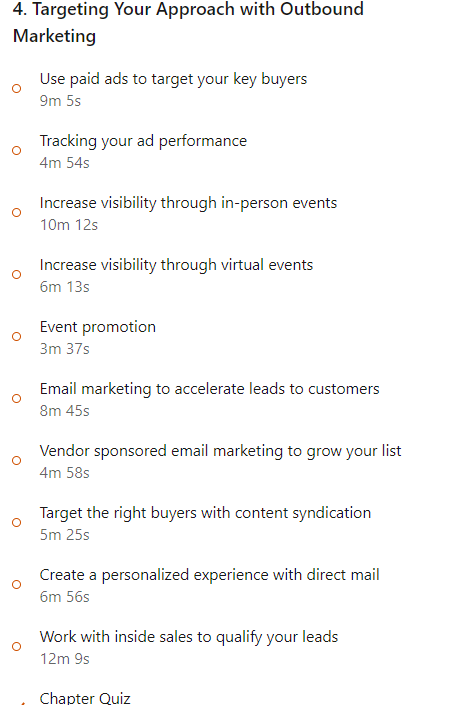 4. Targeting Your Approach with Outbound
Marketing
Use paid ads to target your key buyers
9m 5s
Tracking your ad performance
4m 54s
Increase visibility through in-person events
10m 12s
Increase visibility through virtual events
6m 13s
Event promotion
3m 37s
Email marketing to accelerate leads to customers
8m 45s
Vendor sponsored email marketing to grow your list
4m 58s
Target the right buyers with content syndication
5m 25s
Create a personalized experience with direct mail
6m 56s
Work with inside sales to qualify your leads
12m 9s
Chapter Quiz